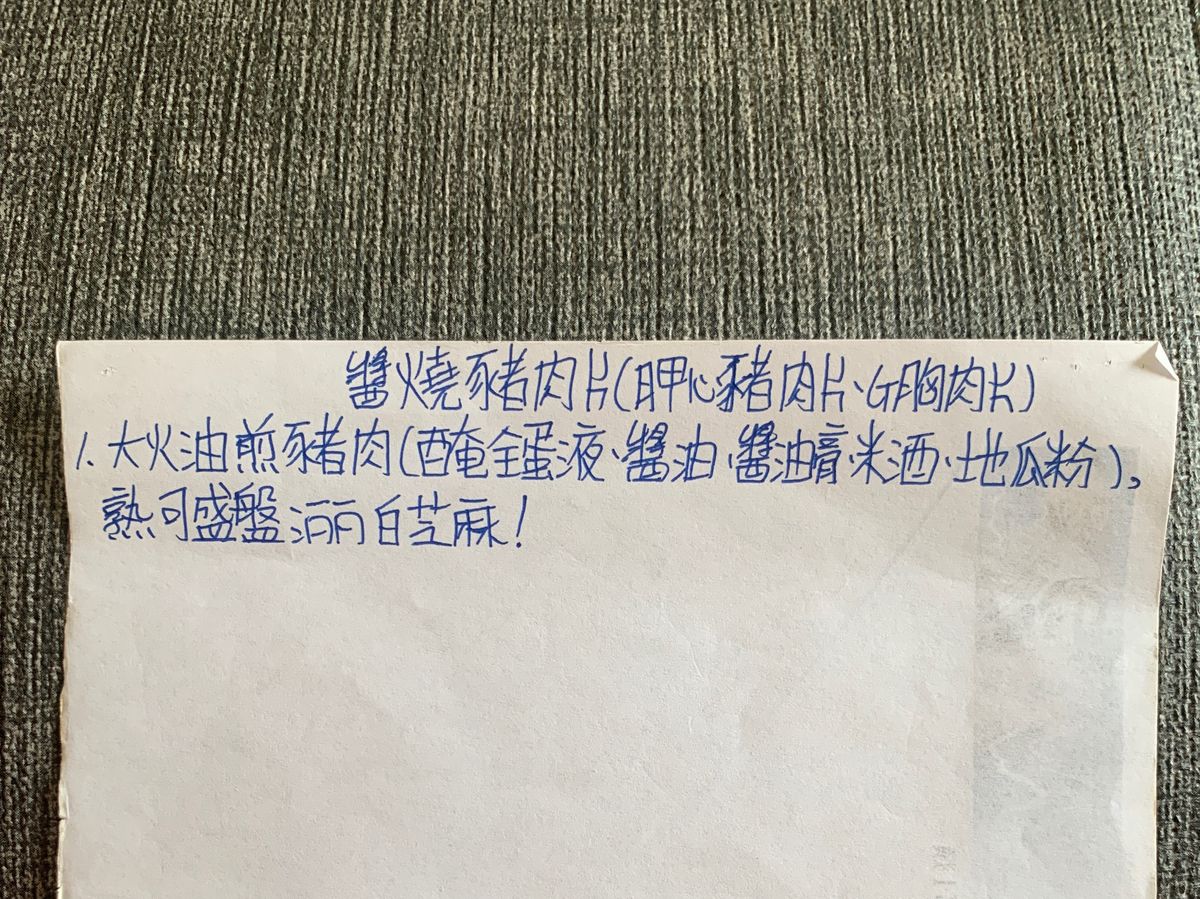 醬燒豬肉片(胛心豬肉片、G胸肉片)
1. 大火油煎豬肉(醃全蛋液、醬油、醬油膏、米酒、地瓜粉),
熟可盛盤洒白芝麻!